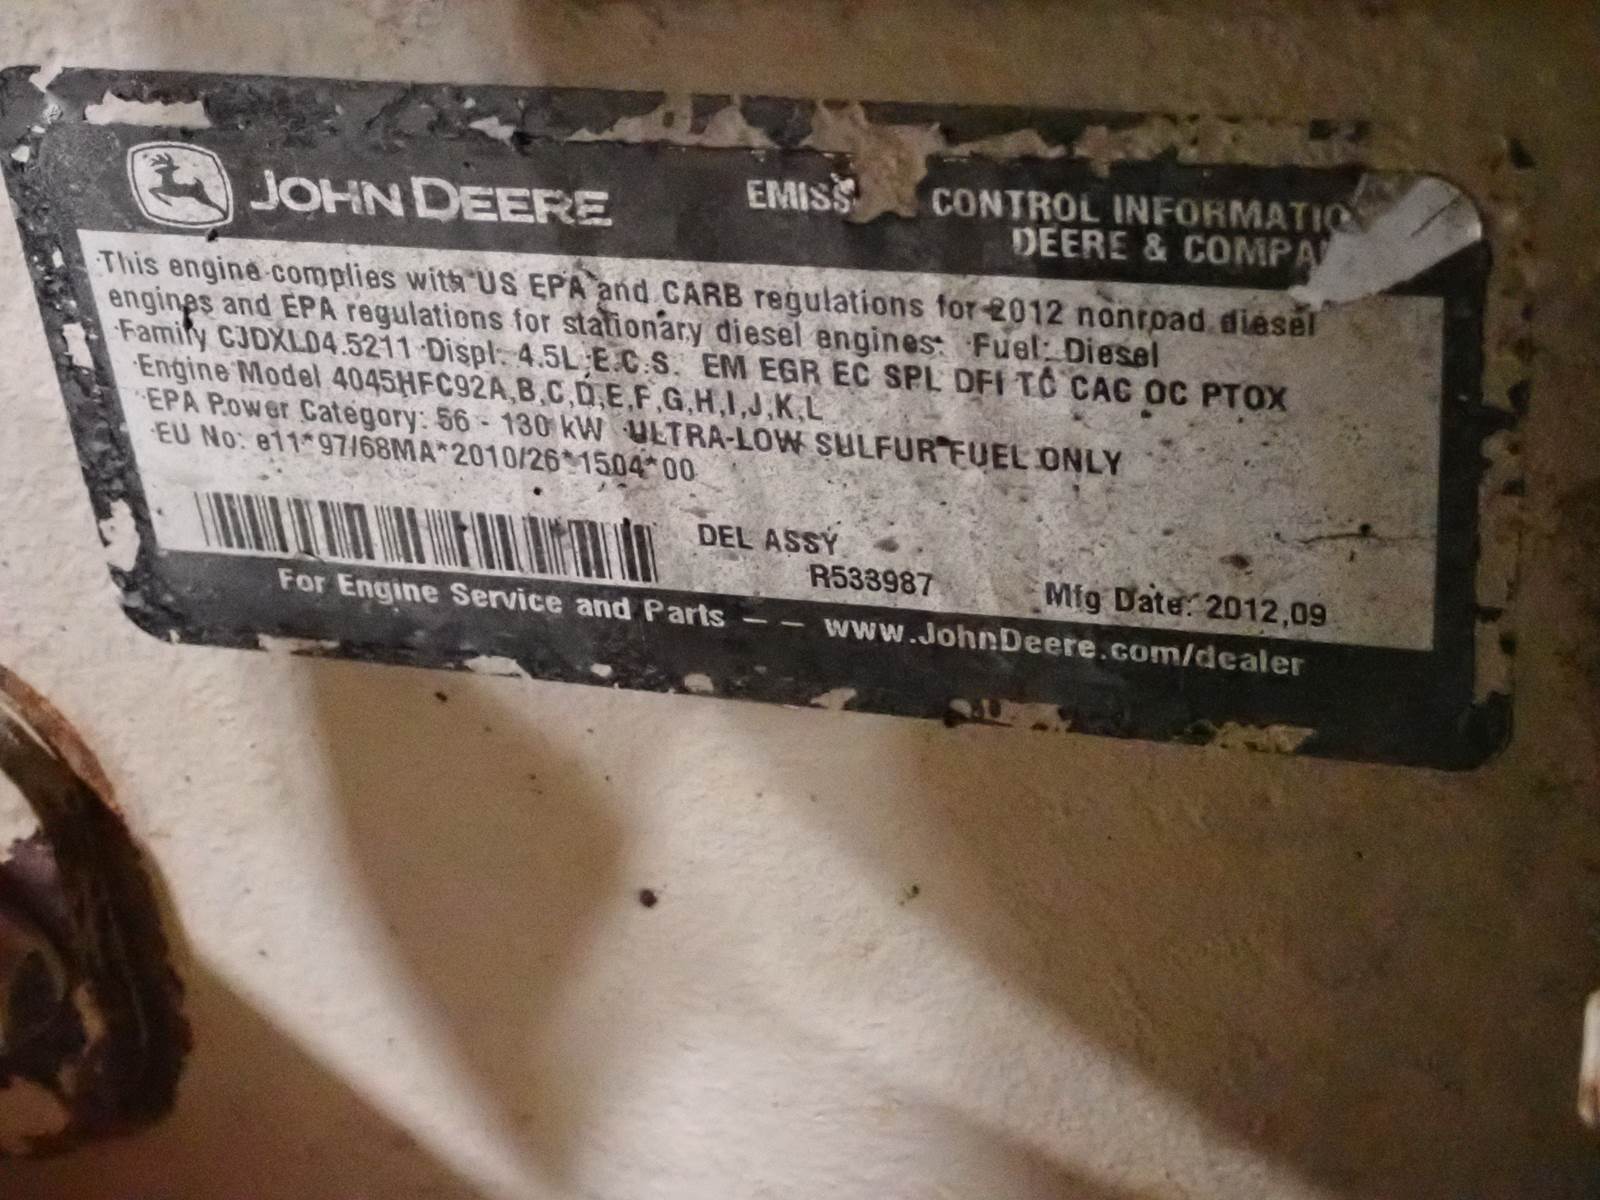 JOHN DEERE EMISS CONTROL INFORMATIO
DEERE & COMPA
·This engine complies with US EPA and CARB regulations for 2012 nonroad diesel
engines and EPA regulations for stationary diesel engines. ·Fuel: Diesel
·Family CJDXL04.5211 ·Displ: 4.5L E.C.S. EM EGR EC SPL DFI TC CAC OC PTOX
·Engine Model 4045HFC92A,B,C,D,E,F,G,H,I,J,K,L
·EPA Power Category: 56 - 130 kW ·ULTRA-LOW SULFUR FUEL ONLY
·EU No: e11*97/68MA*2010/26*1504*00
DEL ASSY
R533987 Mfg Date: 2012,09
For Engine Service and Parts – – www.JohnDeere.com/dealer